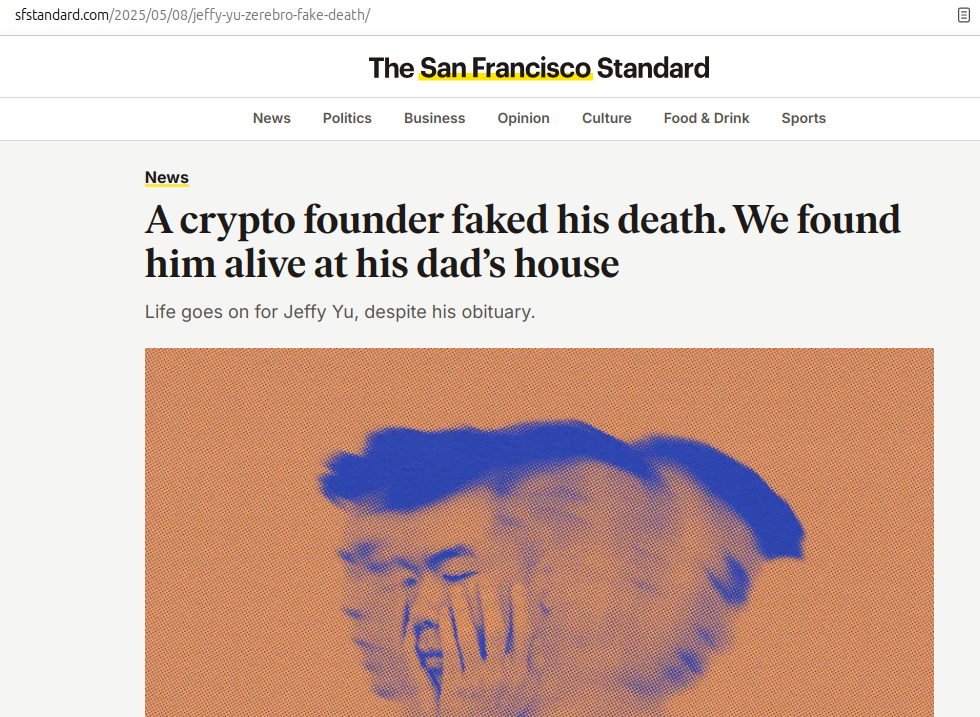 sfstandard.com/2025/05/08/jeffy-yu-zerebro-fake-death/
The San Francisco Standard
News Politics Business Opinion Culture Food & Drink Sports
News
A crypto founder faked his death. We found
him alive at his dad’s house
Life goes on for Jeffy Yu, despite his obituary.